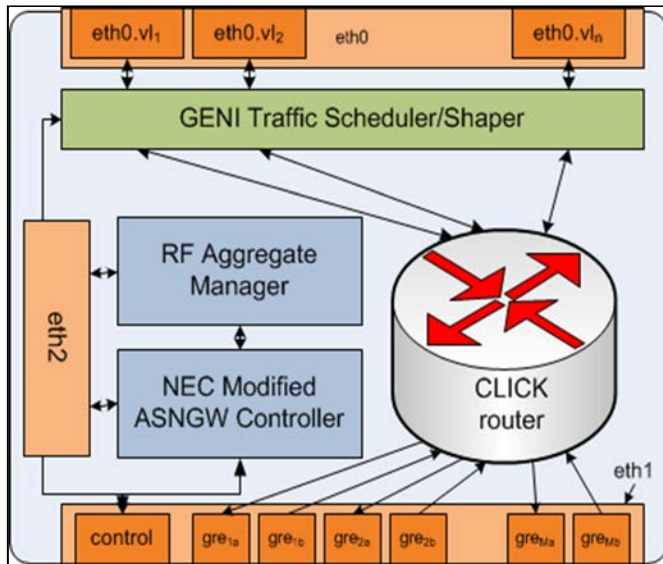 eth0.vl₁
eth0.vl₂
eth0
eth0.vlₙ
GENI Traffic Scheduler/Shaper
eth2
RF Aggregate
Manager
NEC Modified
ASNGW Controller
CLICK
router
eth1
control
gre₁ₐ
gre₁b
gre₂ₐ
gre₂b
greMa
greMb